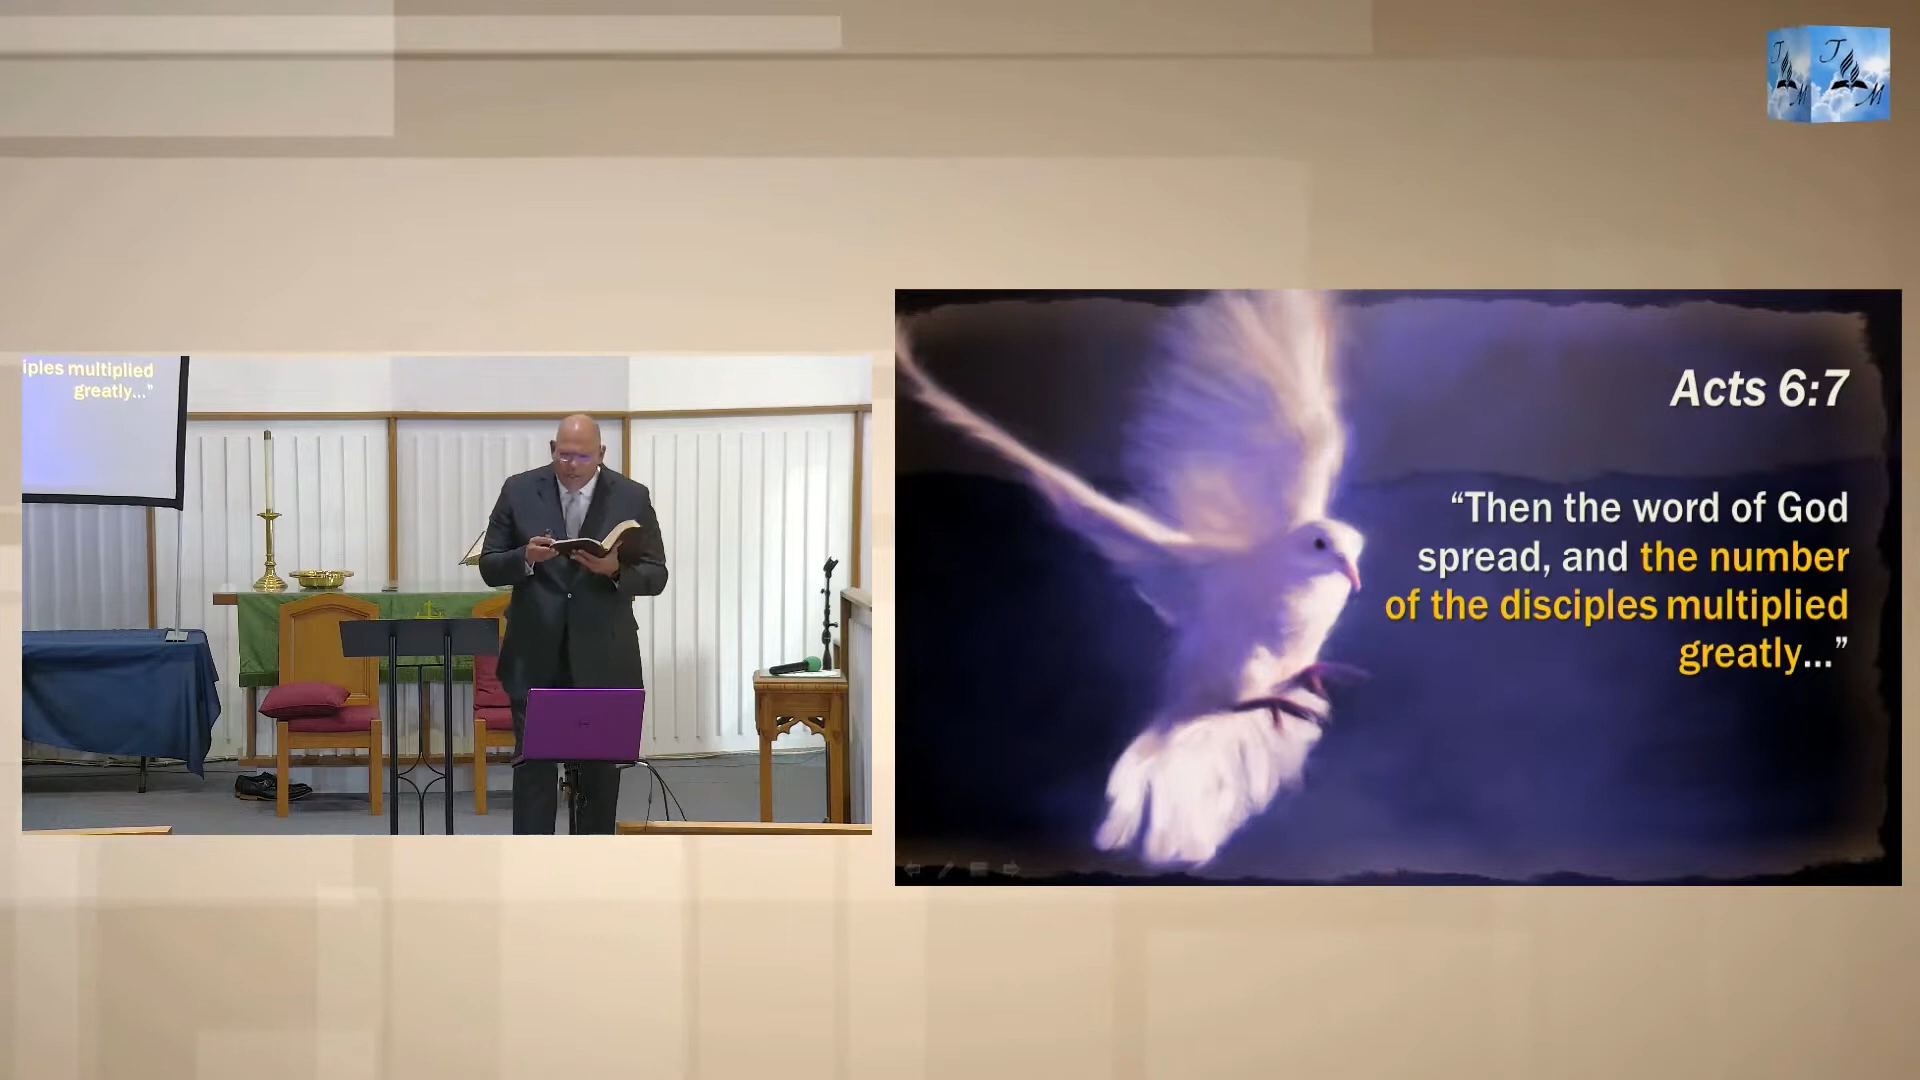 iples multiplied
greatly..."
J M
J M
Acts 6:7
“Then the word of God
spread, and the number
of the disciples multiplied
greatly...”